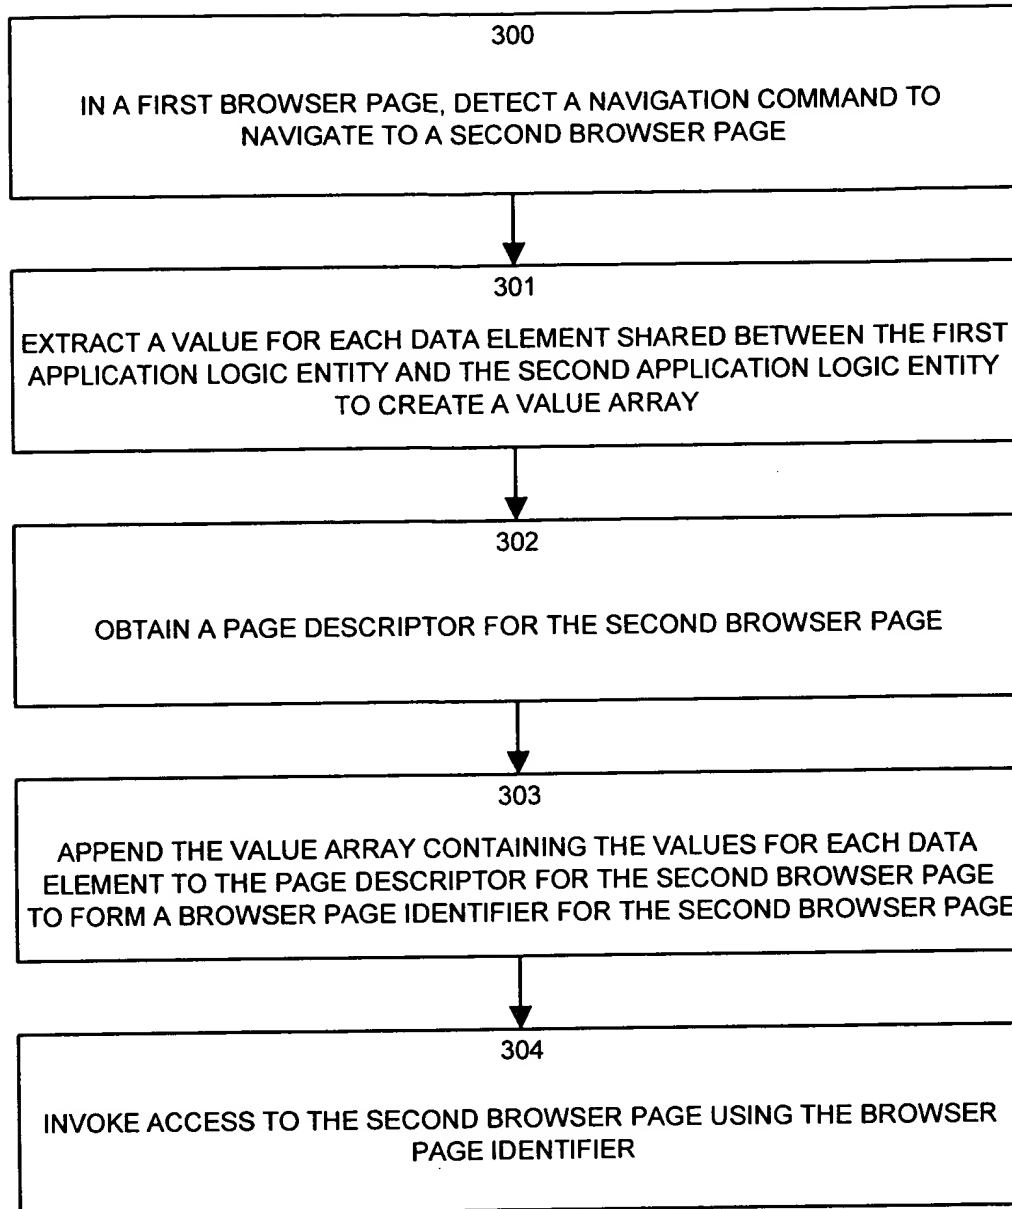 300
IN A FIRST BROWSER PAGE, DETECT A NAVIGATION COMMAND TO
NAVIGATE TO A SECOND BROWSER PAGE
301
EXTRACT A VALUE FOR EACH DATA ELEMENT SHARED BETWEEN THE FIRST
APPLICATION LOGIC ENTITY AND THE SECOND APPLICATION LOGIC ENTITY
TO CREATE A VALUE ARRAY
302
OBTAIN A PAGE DESCRIPTOR FOR THE SECOND BROWSER PAGE
303
APPEND THE VALUE ARRAY CONTAINING THE VALUES FOR EACH DATA
ELEMENT TO THE PAGE DESCRIPTOR FOR THE SECOND BROWSER PAGE
TO FORM A BROWSER PAGE IDENTIFIER FOR THE SECOND BROWSER PAGE
304
INVOKE ACCESS TO THE SECOND BROWSER PAGE USING THE BROWSER
PAGE IDENTIFIER